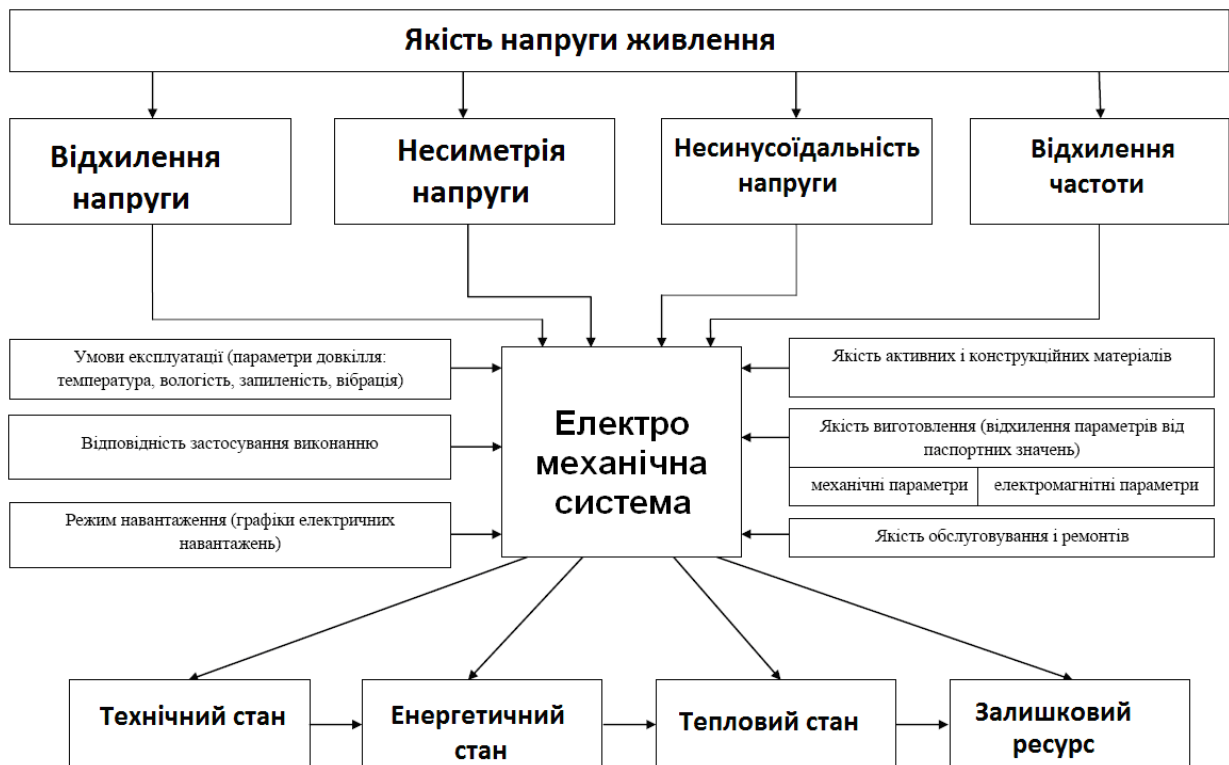 Якість напруги живлення
Відхилення
напруги
Несиметрія
напруги
Несинусоїдальність
напруги
Відхилення
частоти
Умови експлуатації (параметри довкілля:
температура, вологість, запиленість, вібрація)
Відповідність застосування виконанню
Режим навантаження (графіки електричних
навантажень)
Електро
механічна
система
Якість активних і конструкційних матеріалів
Якість виготовлення (відхилення параметрів від
паспортних значень)
механічні параметри
електромагнітні параметри
Якість обслуговування і ремонтів
Технічний стан
Енергетичний
стан
Тепловий стан
Залишковий
ресурс